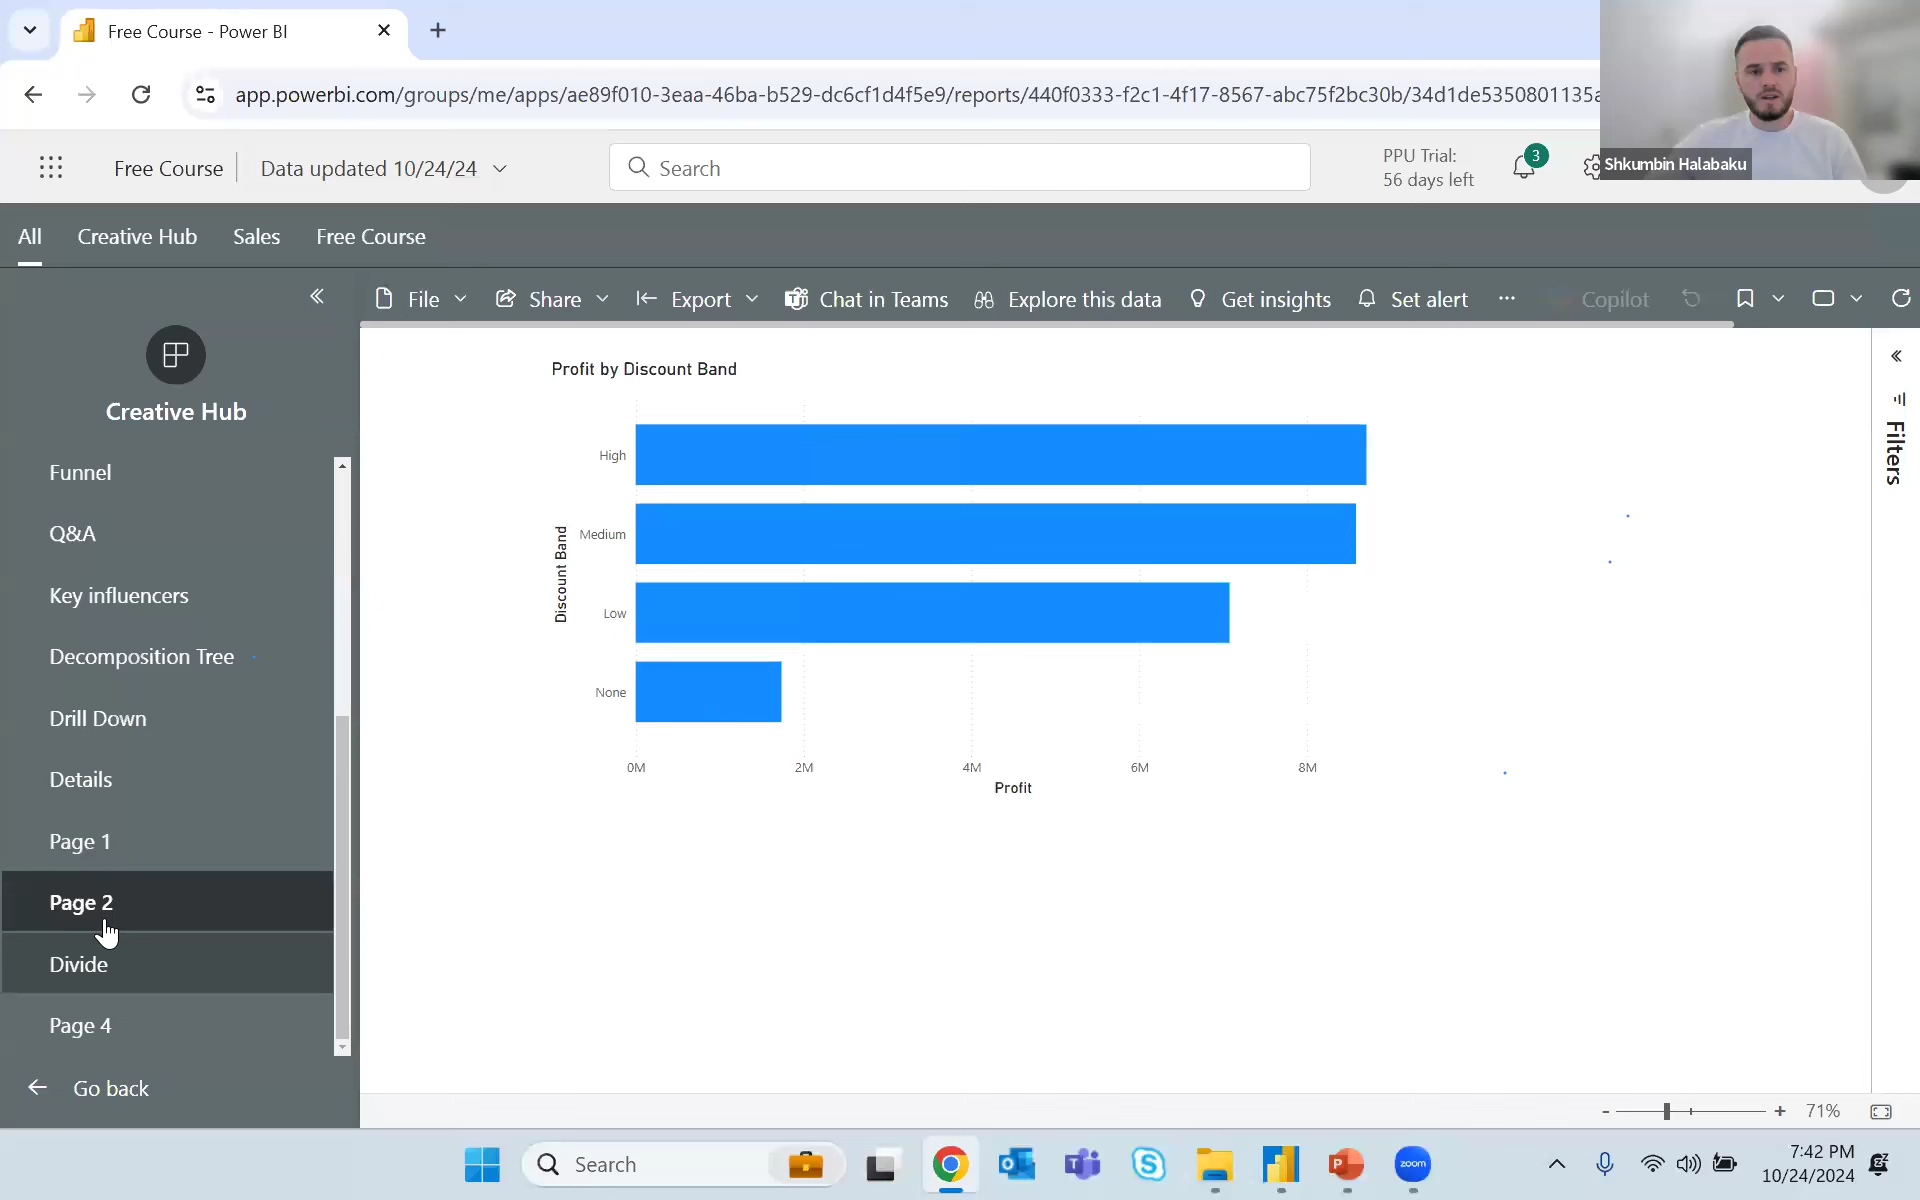 Free Course - Power BI
app.powerbi.com/groups/me/apps/ae89f010-3eaa-46ba-b529-dc6cf1d4f5e9/reports/440f0333-f2c1-4f17-8567-abc75f2bc30b/34d1de5350801135a
Shkumbin Halabaku
Free Course
Data updated 10/24/24
Search
PPU Trial:
56 days left
3
All
Creative Hub
Sales
Free Course
File
Share
Export
Chat in Teams
Explore this data
Get insights
Set alert
Copilot
Creative Hub
Funnel
Q&A
Key influencers
Decomposition Tree
Drill Down
Details
Page 1
Page 2
Divide
Page 4
Go back
Profit by Discount Band
Discount Band
High
Medium
Low
None
0M
2M
4M
6M
8M
Profit
Filters
71%
Search
zoom
7:42 PM
10/24/2024